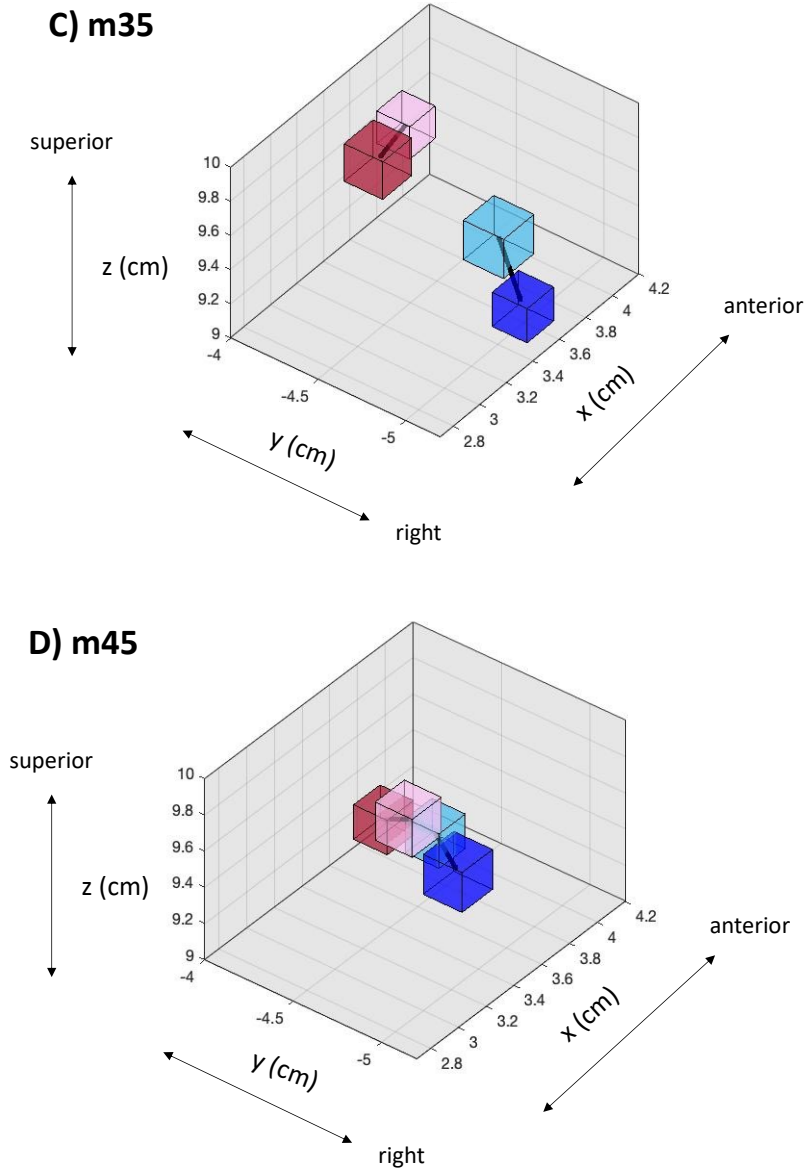 C) m35
superior
z (cm)
10
9.8
9.6
9.4
9.2
9
-4
-4.5
-5
y (cm)
right
2.8
3
3.2
3.4
3.6
3.8
4
4.2
x (cm)
anterior
D) m45
superior
z (cm)
10
9.8
9.6
9.4
9.2
9
-4
-4.5
-5
y (cm)
right
2.8
3
3.2
3.4
3.6
3.8
4
4.2
x (cm)
anterior